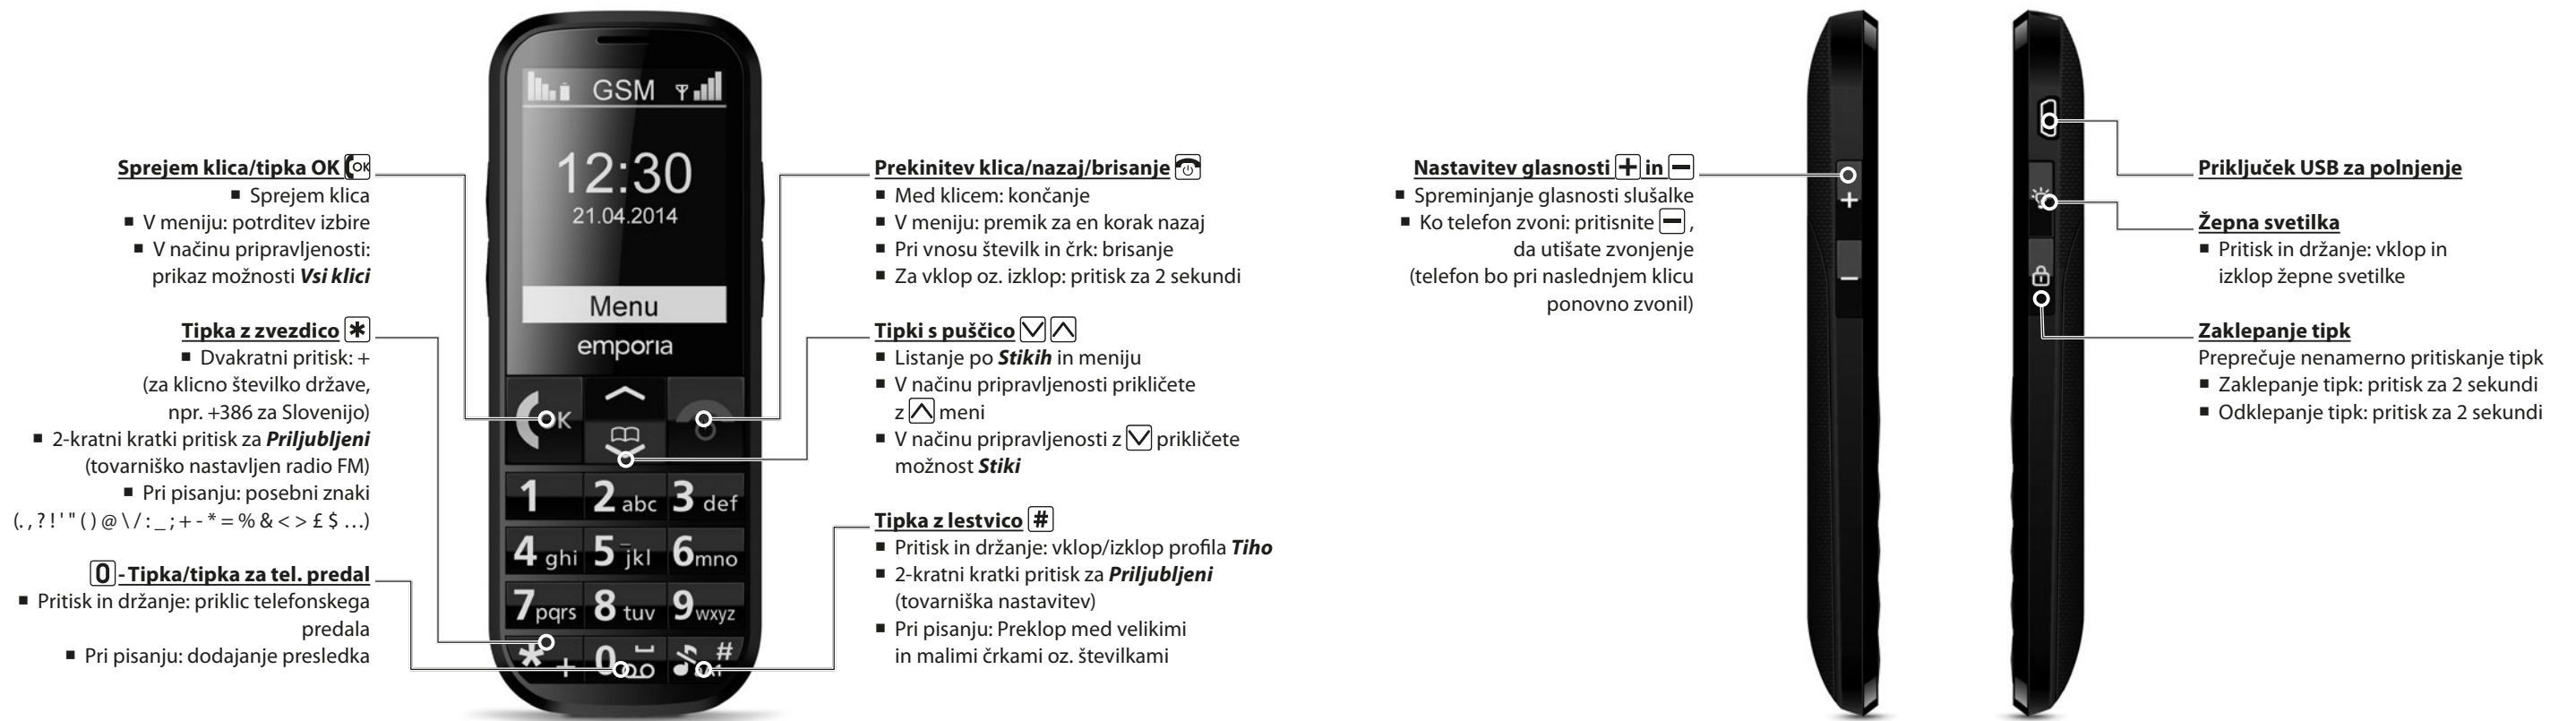 Sprejem klica/tipka OK OK
▪ Sprejem klica
▪ V meniju: potrditev izbire
▪ V načinu pripravljenosti:
prikaz možnosti Vsi klici
Tipka z zvezdico *
▪ Dvakratni pritisk: +
(za klicno številko države,
npr. +386 za Slovenijo)
▪ 2-kratni kratki pritisk za Priljubljeni
(tovarniško nastavljen radio FM)
▪ Pri pisanju: posebni znaki
(. , ? ! ' " ( ) @ \ / : _ ; + - * = % & < > £ $ …)
0 - Tipka/tipka za tel. predal
▪ Pritisk in držanje: priklic telefonskega
predala
▪ Pri pisanju: dodajanje presledka
GSM
12:30
21.04.2014
Menu
emporia
OK
1 2 abc 3 def
4 ghi 5 jkl 6 mno
7 pqrs 8 tuv 9 wxyz
* + 0 #
Prekinitev klica/nazaj/brisanje
▪ Med klicem: končanje
▪ V meniju: premik za en korak nazaj
▪ Pri vnosu številk in črk: brisanje
▪ Za vklop oz. izklop: pritisk za 2 sekundi
Tipki s puščico
▪ Listanje po Stikih in meniju
▪ V načinu pripravljenosti prikličete
z meni
▪ V načinu pripravljenosti z prikličete
možnost Stiki
Tipka z lestvico #
▪ Pritisk in držanje: vklop/izklop profila Tiho
▪ 2-kratni kratki pritisk za Priljubljeni
(tovarniška nastavitev)
▪ Pri pisanju: Preklop med velikimi
in malimi črkami oz. številkami
Nastavitev glasnosti + in −
▪ Spreminjanje glasnosti slušalke
▪ Ko telefon zvoni: pritisnite − ,
da utišate zvonjenje
(telefon bo pri naslednjem klicu
ponovno zvonil)
+
−
Priključek USB za polnjenje
Žepna svetilka
▪ Pritisk in držanje: vklop in
izklop žepne svetilke
Zaklepanje tipk
Preprečuje nenamerno pritiskanje tipk
▪ Zaklepanje tipk: pritisk za 2 sekundi
▪ Odklepanje tipk: pritisk za 2 sekundi